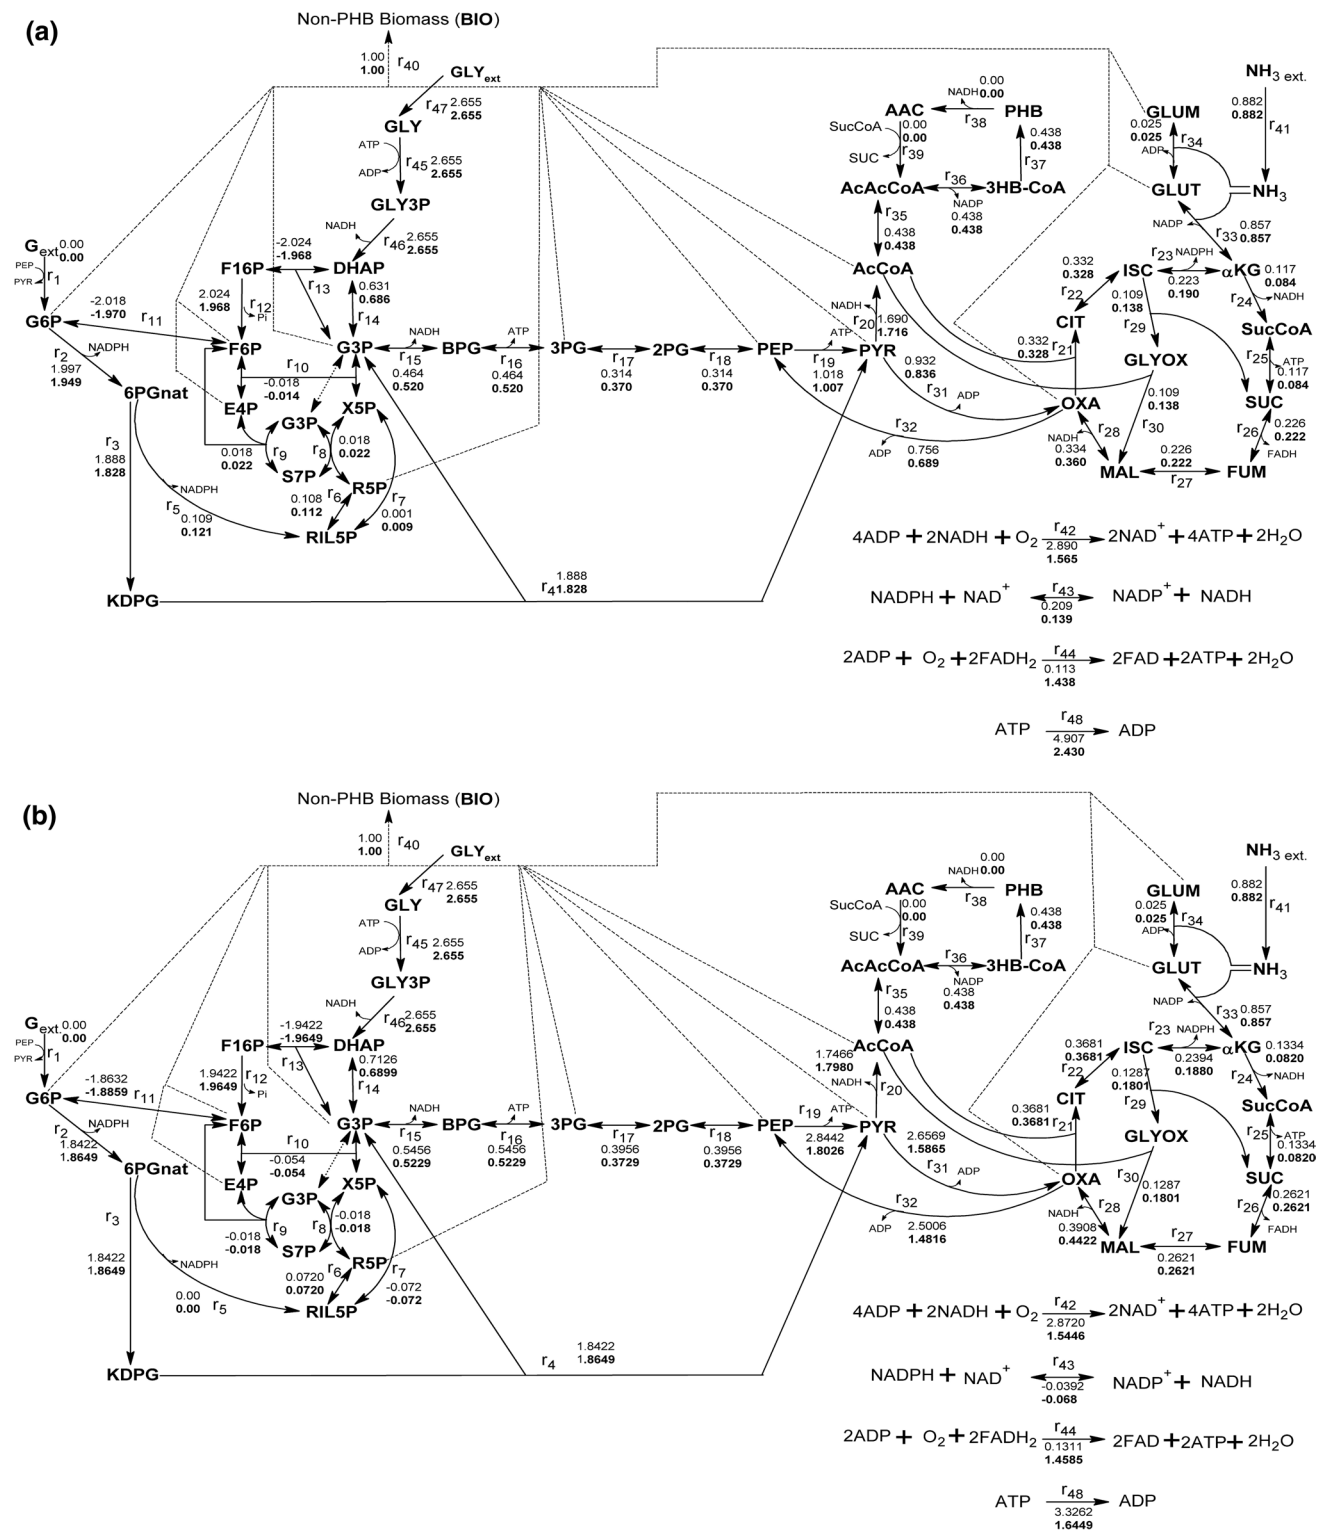 (a)
Non-PHB Biomass (BIO)
1.00
1.00
r40
GLYext
r47 2.655
2.655
GLY
ATP
ADP
r45 2.655
2.655
GLY3P
NADH
r46 2.655
2.655
Gext 0.00
0.00
PEP
PYR
r1
G6P
-2.018
-1.970
r11
F16P
-2.024
-1.968
DHAP
r13
2.024
1.968
r12
Pi
0.631
0.686
r14
F6P
r10
-0.018
-0.014
G3P
NADH
r15
0.464
0.520
BPG
ATP
r16
0.464
0.520
3PG
r17
0.314
0.370
2PG
r18
0.314
0.370
PEP
ATP
r19
1.018
1.007
PYR
r2
1.997
1.949
NADPH
6PGnat
E4P
G3P
X5P
r9
0.018
0.022
r8
0.018
0.022
S7P
R5P
r3
1.888
1.828
NADPH
r5 0.109
0.121
0.108
0.112
r6
r7
0.001
0.009
RIL5P
KDPG
r4 1.888
1.828
AAC
NADH 0.00
0.00
r38
PHB
SucCoA
SUC
0.00
0.00
r39
0.438
0.438
r37
AcAcCoA
r36
NADP
0.438
0.438
3HB-CoA
r35
0.438
0.438
AcCoA
NADH
r20 1.690
1.716
0.932
0.836
r31
ADP
r32
ADP
0.756
0.689
NH3 ext.
0.882
0.882
r41
GLUM
0.025
0.025
ADP
r34
GLUT
NH3
NADP
r33 0.857
0.857
0.332
0.328
r22
ISC
r23
NADPH
0.223
0.190
αKG
0.117
0.084
r24
NADH
CIT
0.332
0.328 r21
0.109
0.138
r29
SucCoA
r25
ATP
0.117
0.084
GLYOX
0.109
0.138
r30
OXA
SUC
r28
NADH
0.334
0.360
r26
0.226
0.222
FADH
MAL
0.226
0.222
r27
FUM
4ADP + 2NADH + O2 r42 2NAD+ + 4ATP + 2H2O
2.890
1.565
NADPH + NAD+ r43 NADP+ + NADH
0.209
0.139
2ADP + O2 + 2FADH2 r44 2FAD + 2ATP + 2H2O
0.113
1.438
ATP r48 ADP
4.907
2.430
(b)
Non-PHB Biomass (BIO)
1.00
1.00
r40
GLYext
r47 2.655
2.655
GLY
ATP
ADP
r45 2.655
2.655
GLY3P
NADH
r46 2.655
2.655
Gext 0.00
0.00
PEP
PYR
r1
G6P
-1.8632
-1.8859
r11
F16P
-1.9422
-1.9649
DHAP
r13
1.9422
1.9649
r12
Pi
0.7126
0.6899
r14
F6P
r10
-0.054
-0.054
G3P
NADH
r15
0.5456
0.5229
BPG
ATP
r16
0.5456
0.5229
3PG
r17
0.3956
0.3729
2PG
r18
0.3956
0.3729
PEP
r19
ATP
2.8442
1.8026
PYR
r2
1.8422
1.8649
NADPH
6PGnat
E4P
G3P
X5P
r9
-0.018
-0.018
r8
-0.018
-0.018
S7P
R5P
r3
1.8422
1.8649
NADPH
0.00
0.00
r5
0.0720
0.0720
r6
r7
-0.072
-0.072
RIL5P
KDPG
r4
1.8422
1.8649
AAC
NADH 0.00
0.00
r38
PHB
SucCoA
SUC
0.00
0.00
r39
0.438
0.438
r37
AcAcCoA
r36
NADP
0.438
0.438
3HB-CoA
r35
0.438
0.438
AcCoA
1.7466
1.7980
NADH
r20
2.6569
1.5865
r31
ADP
r32
ADP
2.5006
1.4816
NH3 ext.
0.882
0.882
r41
GLUM
0.025
0.025
ADP
r34
GLUT
NH3
NADP
r33 0.857
0.857
0.3681
0.3681
r22
ISC
r23
NADPH
0.2394
0.1880
αKG
0.1334
0.0820
r24
NADH
CIT
0.3681
0.3681 r21
0.1287
0.1801
r29
SucCoA
r25
ATP
0.1334
0.0820
GLYOX
r30 0.1287
0.1801
OXA
SUC
r28
NADH
0.3908
0.4422
r26
0.2621
0.2621
FADH
MAL
r27
0.2621
0.2621
FUM
4ADP + 2NADH + O2 r42 2NAD+ + 4ATP + 2H2O
2.8720
1.5446
NADPH + NAD+ r43 NADP+ + NADH
-0.0392
-0.068
2ADP + O2 + 2FADH2 r44 2FAD + 2ATP + 2H2O
0.1311
1.4585
ATP r48 ADP
3.3262
1.6449